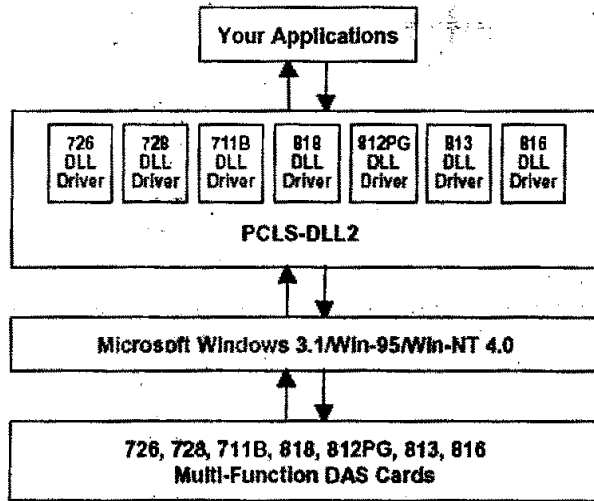 Your Applications
726 DLL Driver
728 DLL Driver
711B DLL Driver
818 DLL Driver
812PG DLL Driver
813 DLL Driver
816 DLL Driver
PCLS-DLL2
Microsoft Windows 3.1/Win-95/Win-NT 4.0
726, 728, 711B, 818, 812PG, 813, 816
Multi-Function DAS Cards